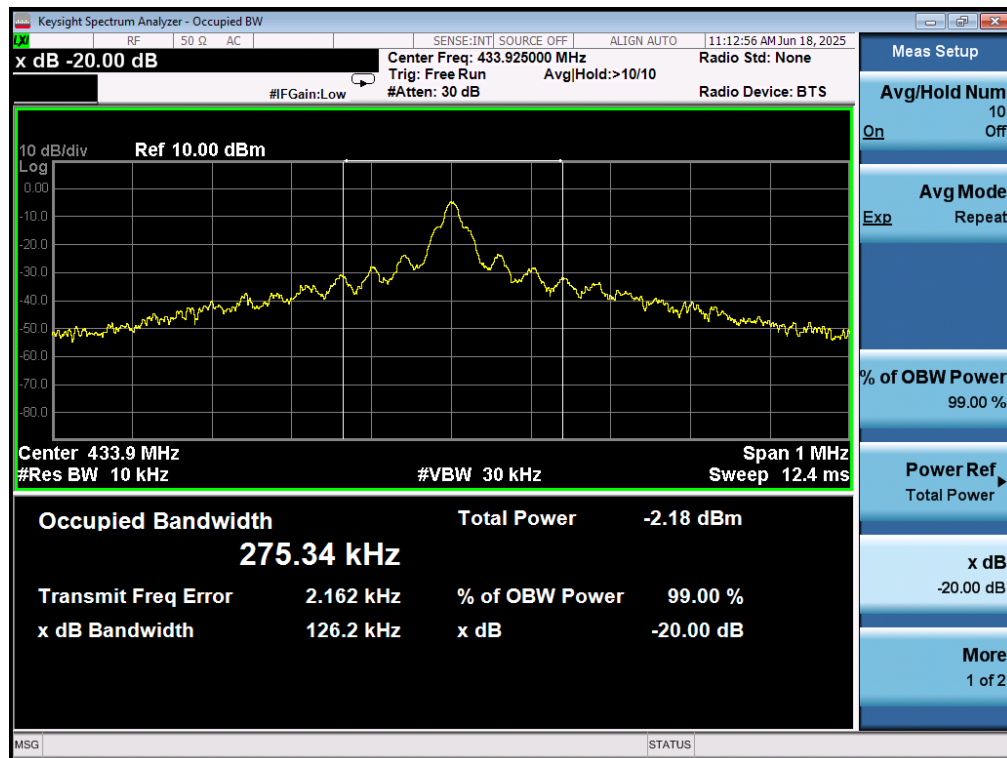 Keysight Spectrum Analyzer - Occupied BW
LXI RF 50 Ω AC SENSE:INT SOURCE OFF ALIGN AUTO 11:12:56 AM Jun 18, 2025
x dB -20.00 dB
Center Freq: 433.925000 MHz
Radio Std: None
Trig: Free Run
Avg|Hold:>10/10
#IFGain:Low
#Atten: 30 dB
Radio Device: BTS
10 dB/div
Ref 10.00 dBm
Log
0.00
-10.0
-20.0
-30.0
-40.0
-50.0
-60.0
-70.0
-80.0
Center 433.9 MHz
Span 1 MHz
#Res BW 10 kHz
#VBW 30 kHz
Sweep 12.4 ms
Occupied Bandwidth
Total Power -2.18 dBm
275.34 kHz
Transmit Freq Error 2.162 kHz
% of OBW Power 99.00 %
x dB Bandwidth 126.2 kHz
x dB -20.00 dB
Meas Setup
Avg/Hold Num
10
On Off
Avg Mode
Exp Repeat
% of OBW Power
99.00 %
Power Ref
Total Power
x dB
-20.00 dB
More
1 of 2
MSG
STATUS